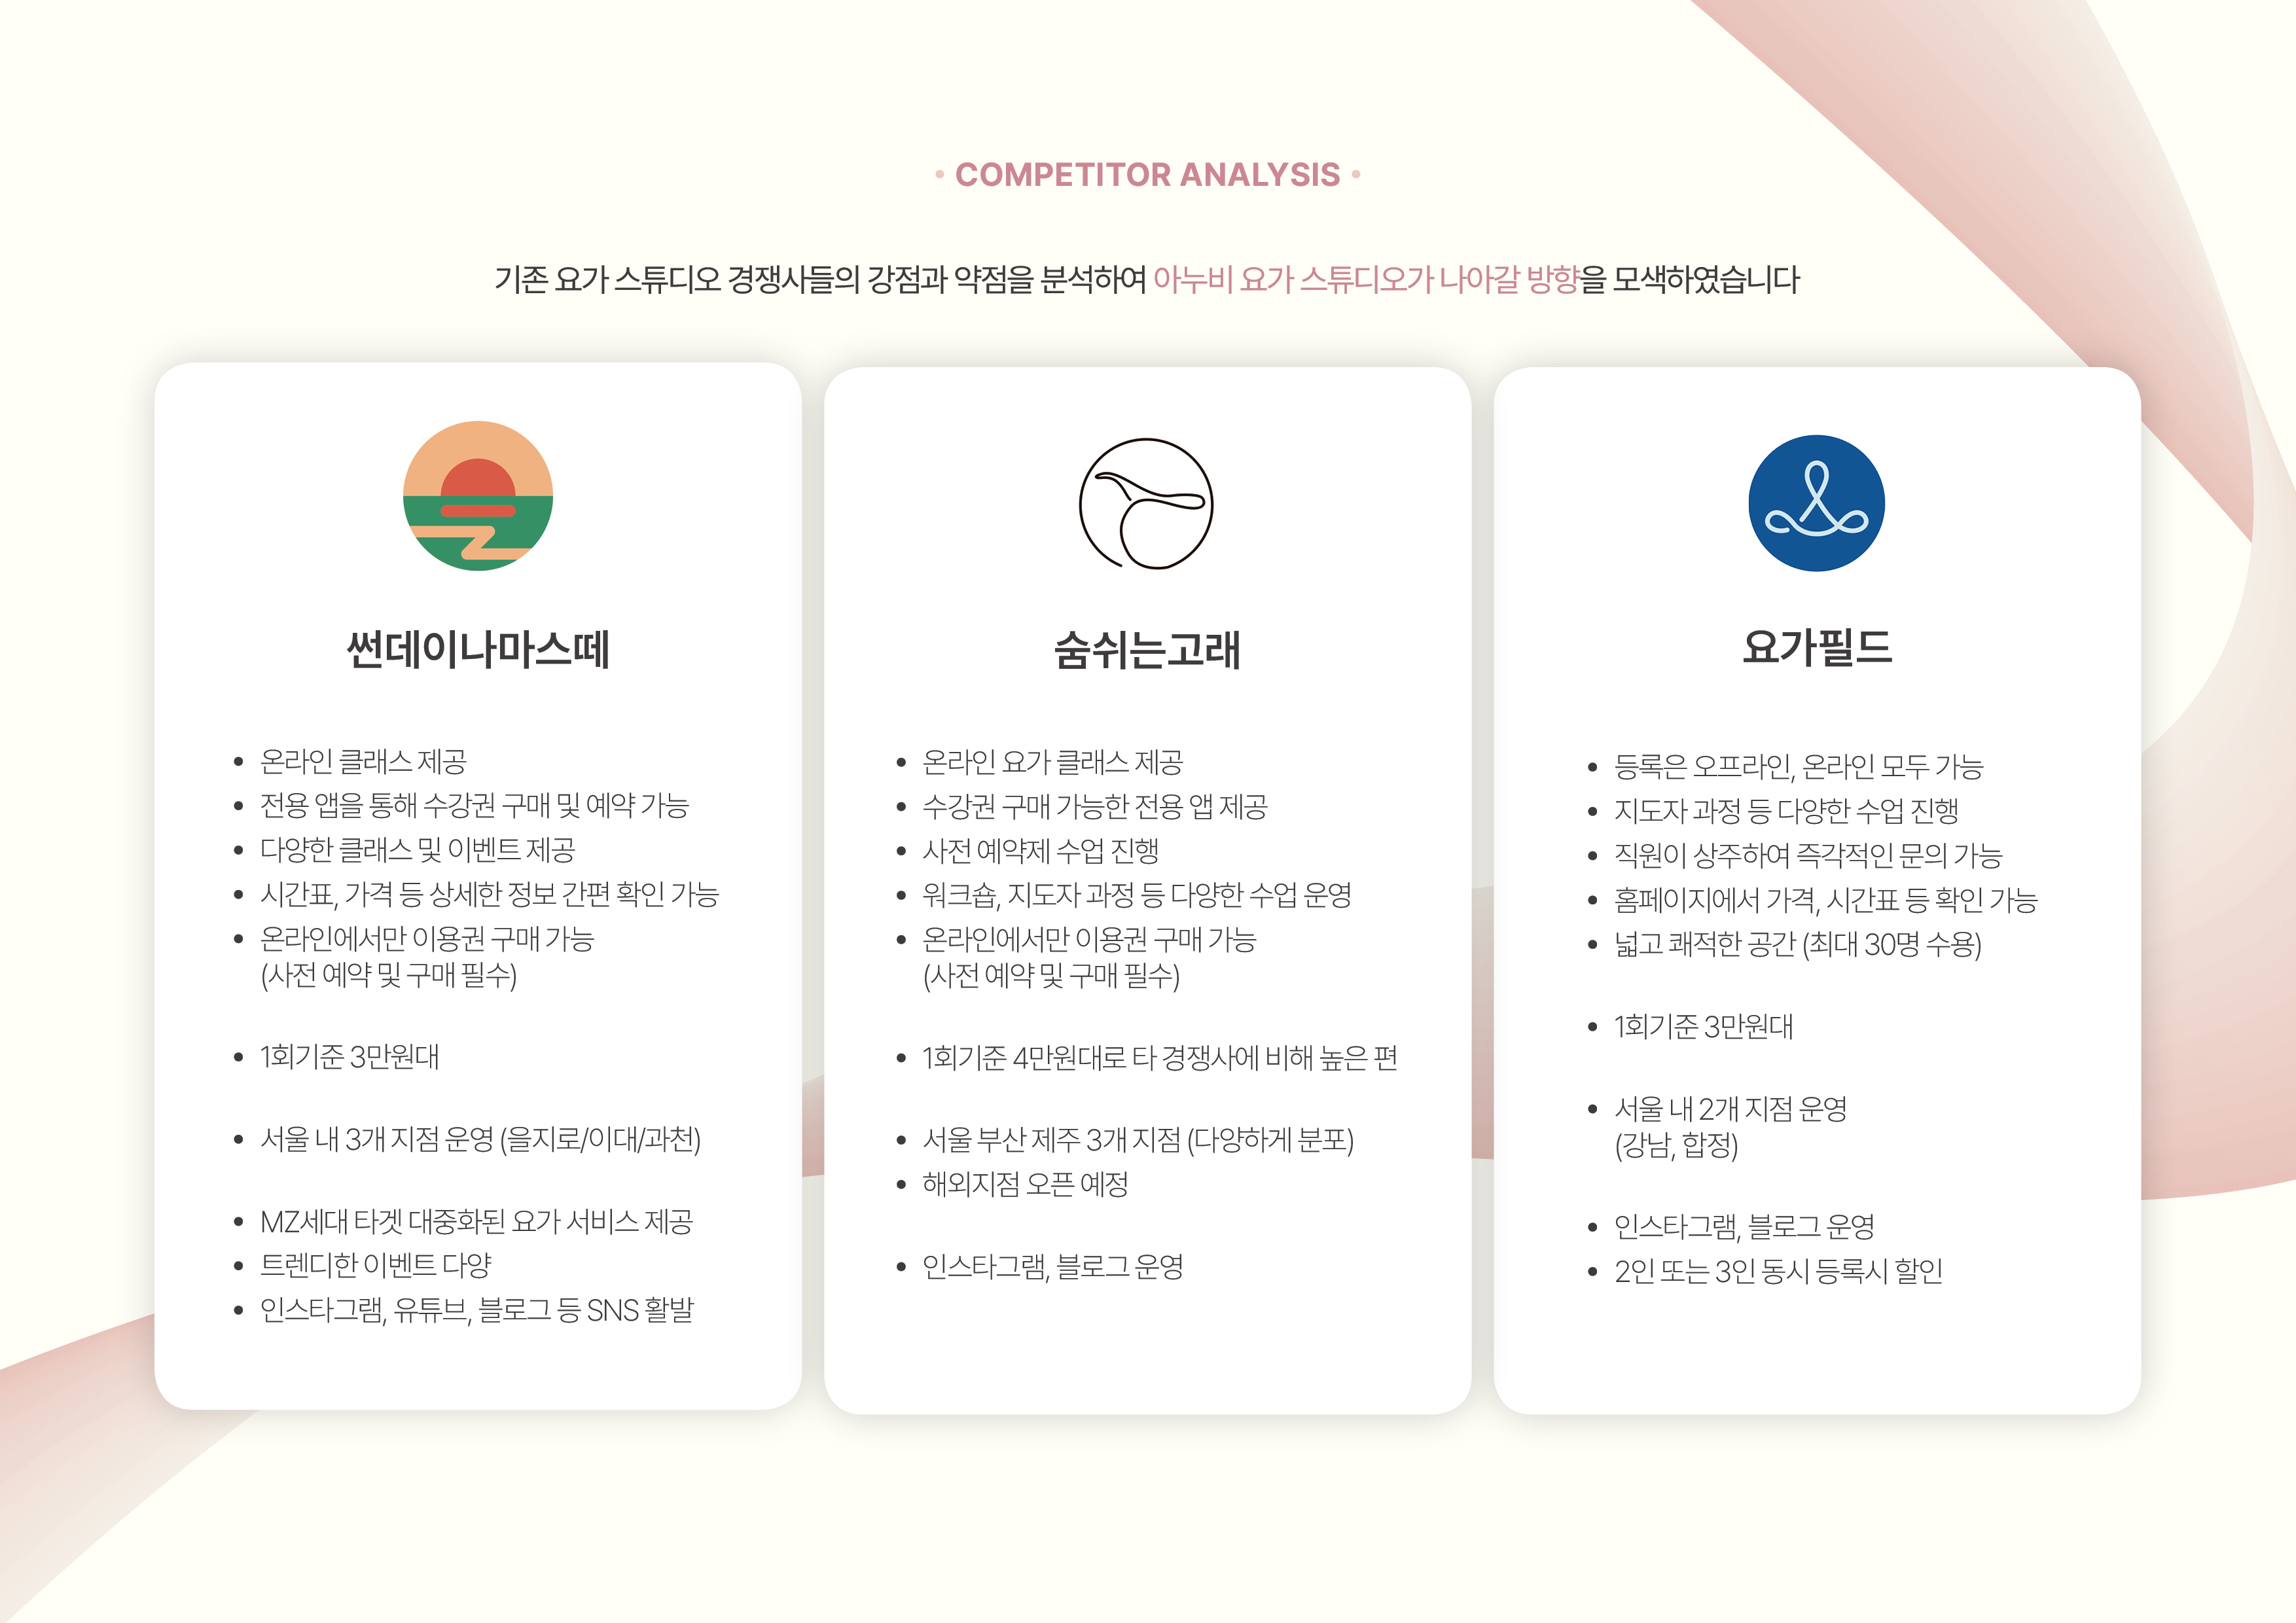 • COMPETITOR ANALYSIS •
기존 요가 스튜디오 경쟁사들의 강점과 약점을 분석하여 아누비 요가 스튜디오가 나아갈 방향을 모색하였습니다
썬데이나마스떼
• 온라인 클래스 제공
• 전용 앱을 통해 수강권 구매 및 예약 가능
• 다양한 클래스 및 이벤트 제공
• 시간표, 가격 등 상세한 정보 간편 확인 가능
• 온라인에서만 이용권 구매 가능
(사전 예약 및 구매 필수)
• 1회기준 3만원대
• 서울 내 3개 지점 운영 (을지로/이대/과천)
• MZ세대 타겟 대중화된 요가 서비스 제공
• 트렌디한 이벤트 다양
• 인스타그램, 유튜브, 블로그 등 SNS 활발
숨쉬는고래
• 온라인 요가 클래스 제공
• 수강권 구매 가능한 전용 앱 제공
• 사전 예약제 수업 진행
• 워크숍, 지도자 과정 등 다양한 수업 운영
• 온라인에서만 이용권 구매 가능
(사전 예약 및 구매 필수)
• 1회기준 4만원대로 타 경쟁사에 비해 높은 편
• 서울 부산 제주 3개 지점 (다양하게 분포)
• 해외지점 오픈 예정
• 인스타그램, 블로그 운영
요가필드
• 등록은 오프라인, 온라인 모두 가능
• 지도자 과정 등 다양한 수업 진행
• 직원이 상주하여 즉각적인 문의 가능
• 홈페이지에서 가격, 시간표 등 확인 가능
• 넓고 쾌적한 공간 (최대 30명 수용)
• 1회기준 3만원대
• 서울 내 2개 지점 운영
(강남, 합정)
• 인스타그램, 블로그 운영
• 2인 또는 3인 동시 등록시 할인